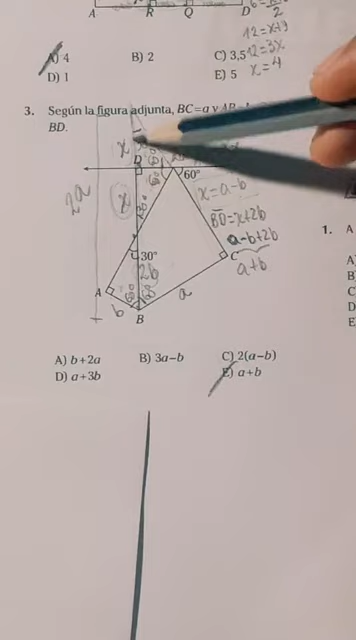 A R Q D
12=x+9
A) 4 B) 2 C) 3,5 12=3x
D) 1 E) 5 x=4
3. Según la figura adjunta, BC=a y AB
BD.
x
D
60°
2a
x
x=a-b
BD=x+2b
a-b+2b
a+b
30°
2b
A
C
b
a
B
1. A
A)
B
C
D
E
A) b+2a B) 3a-b C) 2(a-b)
D) a+3b E) a+b